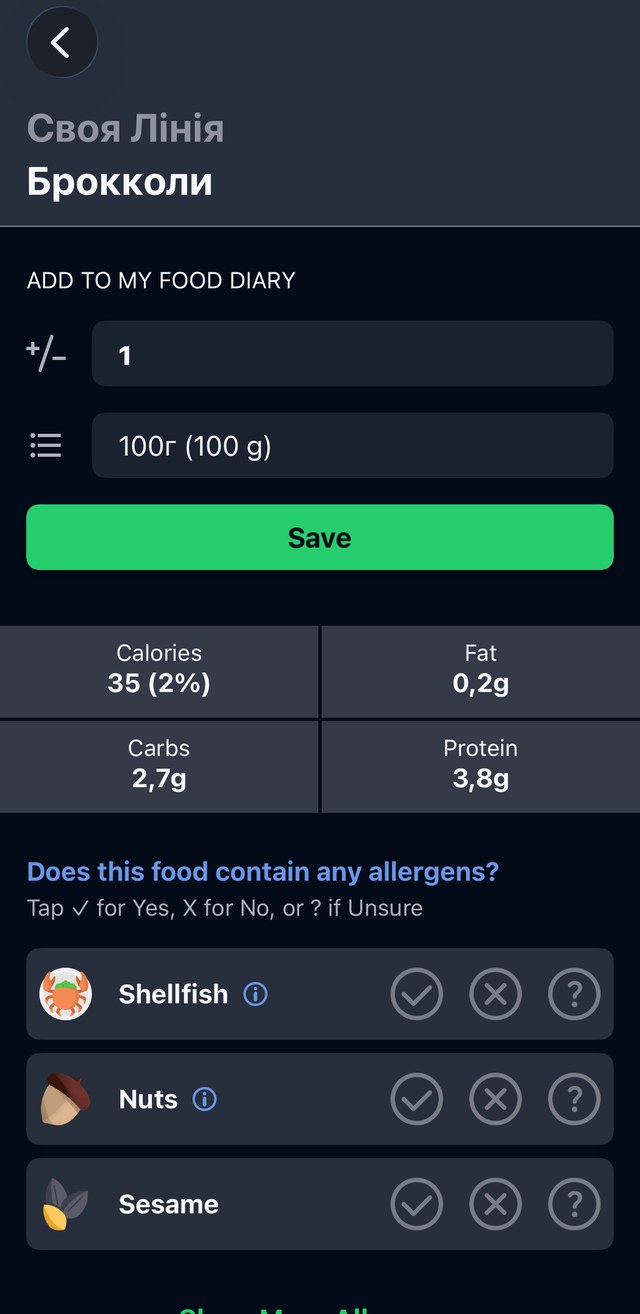 Своя Лінія
Брокколи
ADD TO MY FOOD DIARY
+/-
1
100г (100 g)
Save
Calories
35 (2%)
Fat
0,2g
Carbs
2,7g
Protein
3,8g
Does this food contain any allergens?
Tap ✓ for Yes, X for No, or ? if Unsure
Shellfish
Nuts
Sesame